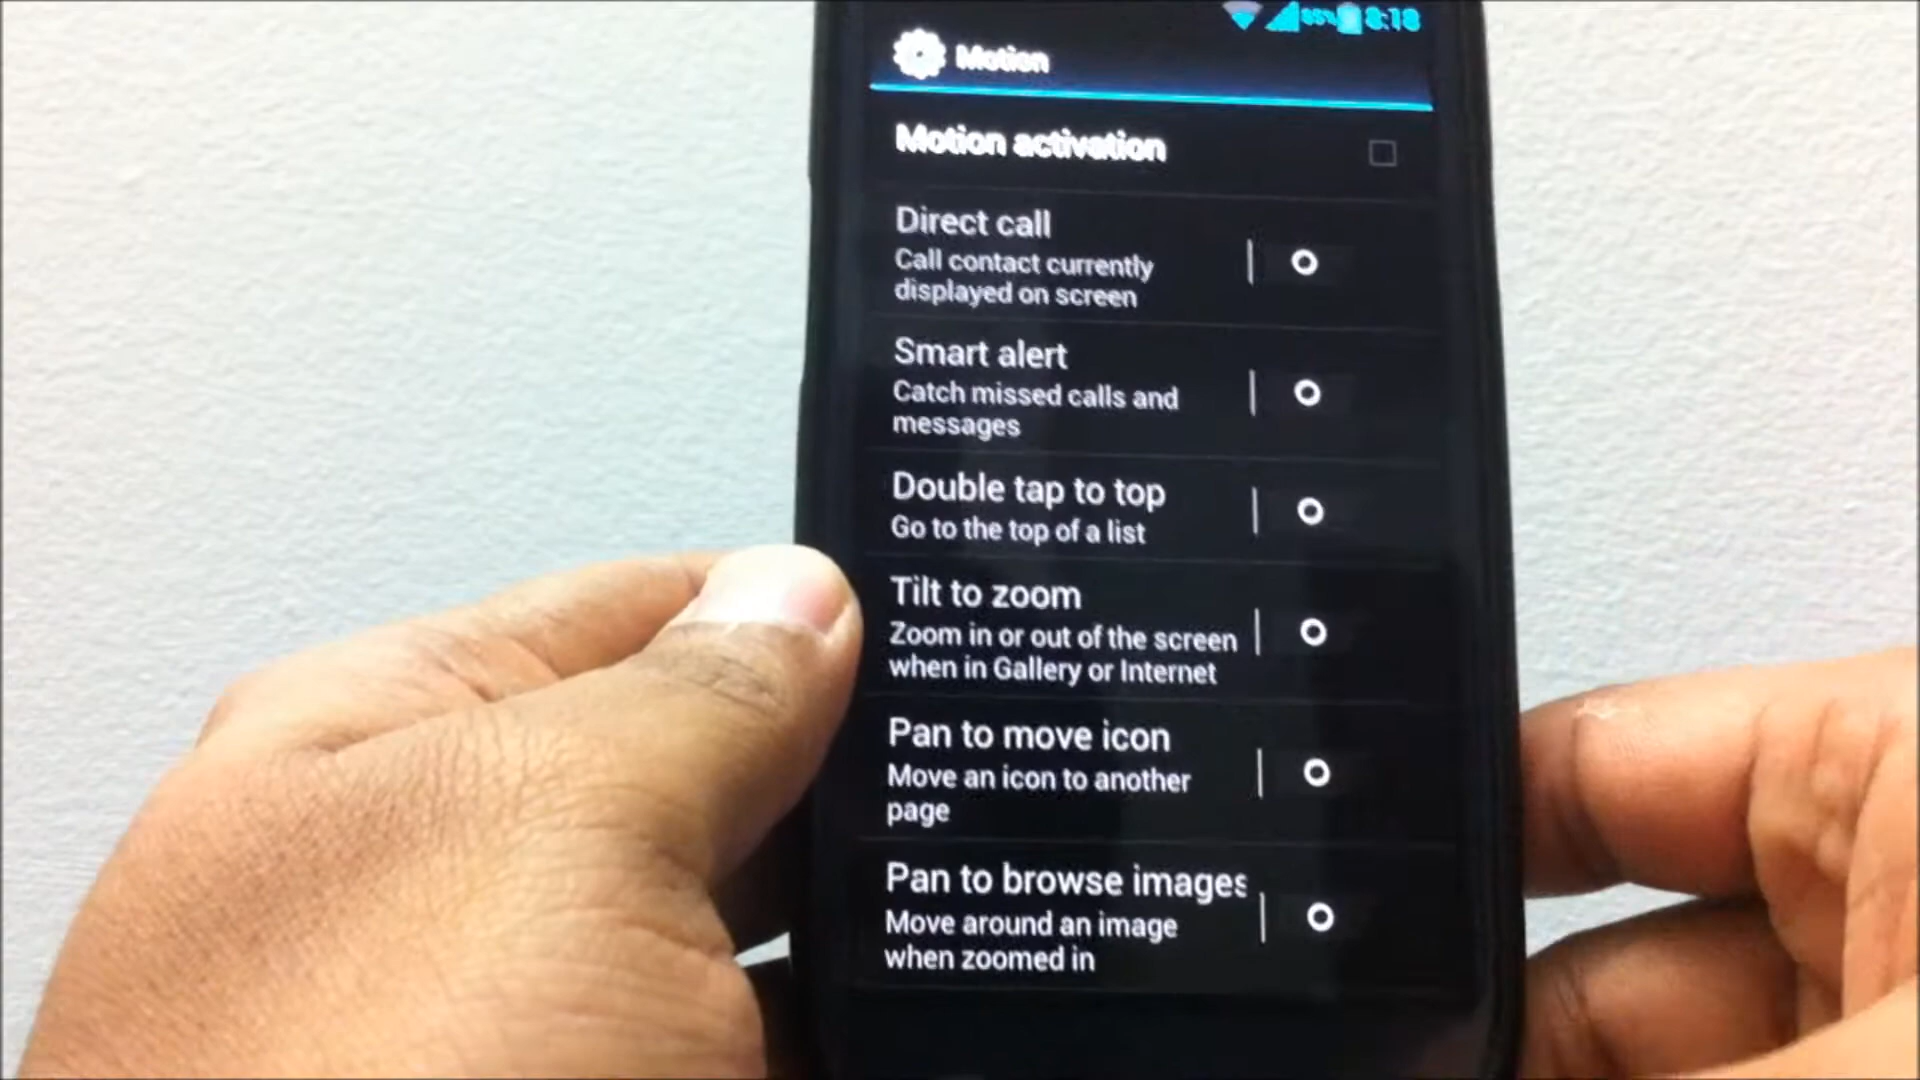 8:18
Motion
Motion activation
Direct call
Call contact currently
displayed on screen
Smart alert
Catch missed calls and
messages
Double tap to top
Go to the top of a list
Tilt to zoom
Zoom in or out of the screen
when in Gallery or Internet
Pan to move icon
Move an icon to another
page
Pan to browse images
Move around an image
when zoomed in